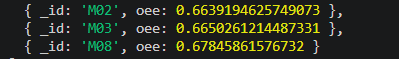 { _id: 'M02', oee: 0.6639194625749073 },
{ _id: 'M03', oee: 0.6650261214487331 },
{ _id: 'M08', oee: 0.67845861576732 }